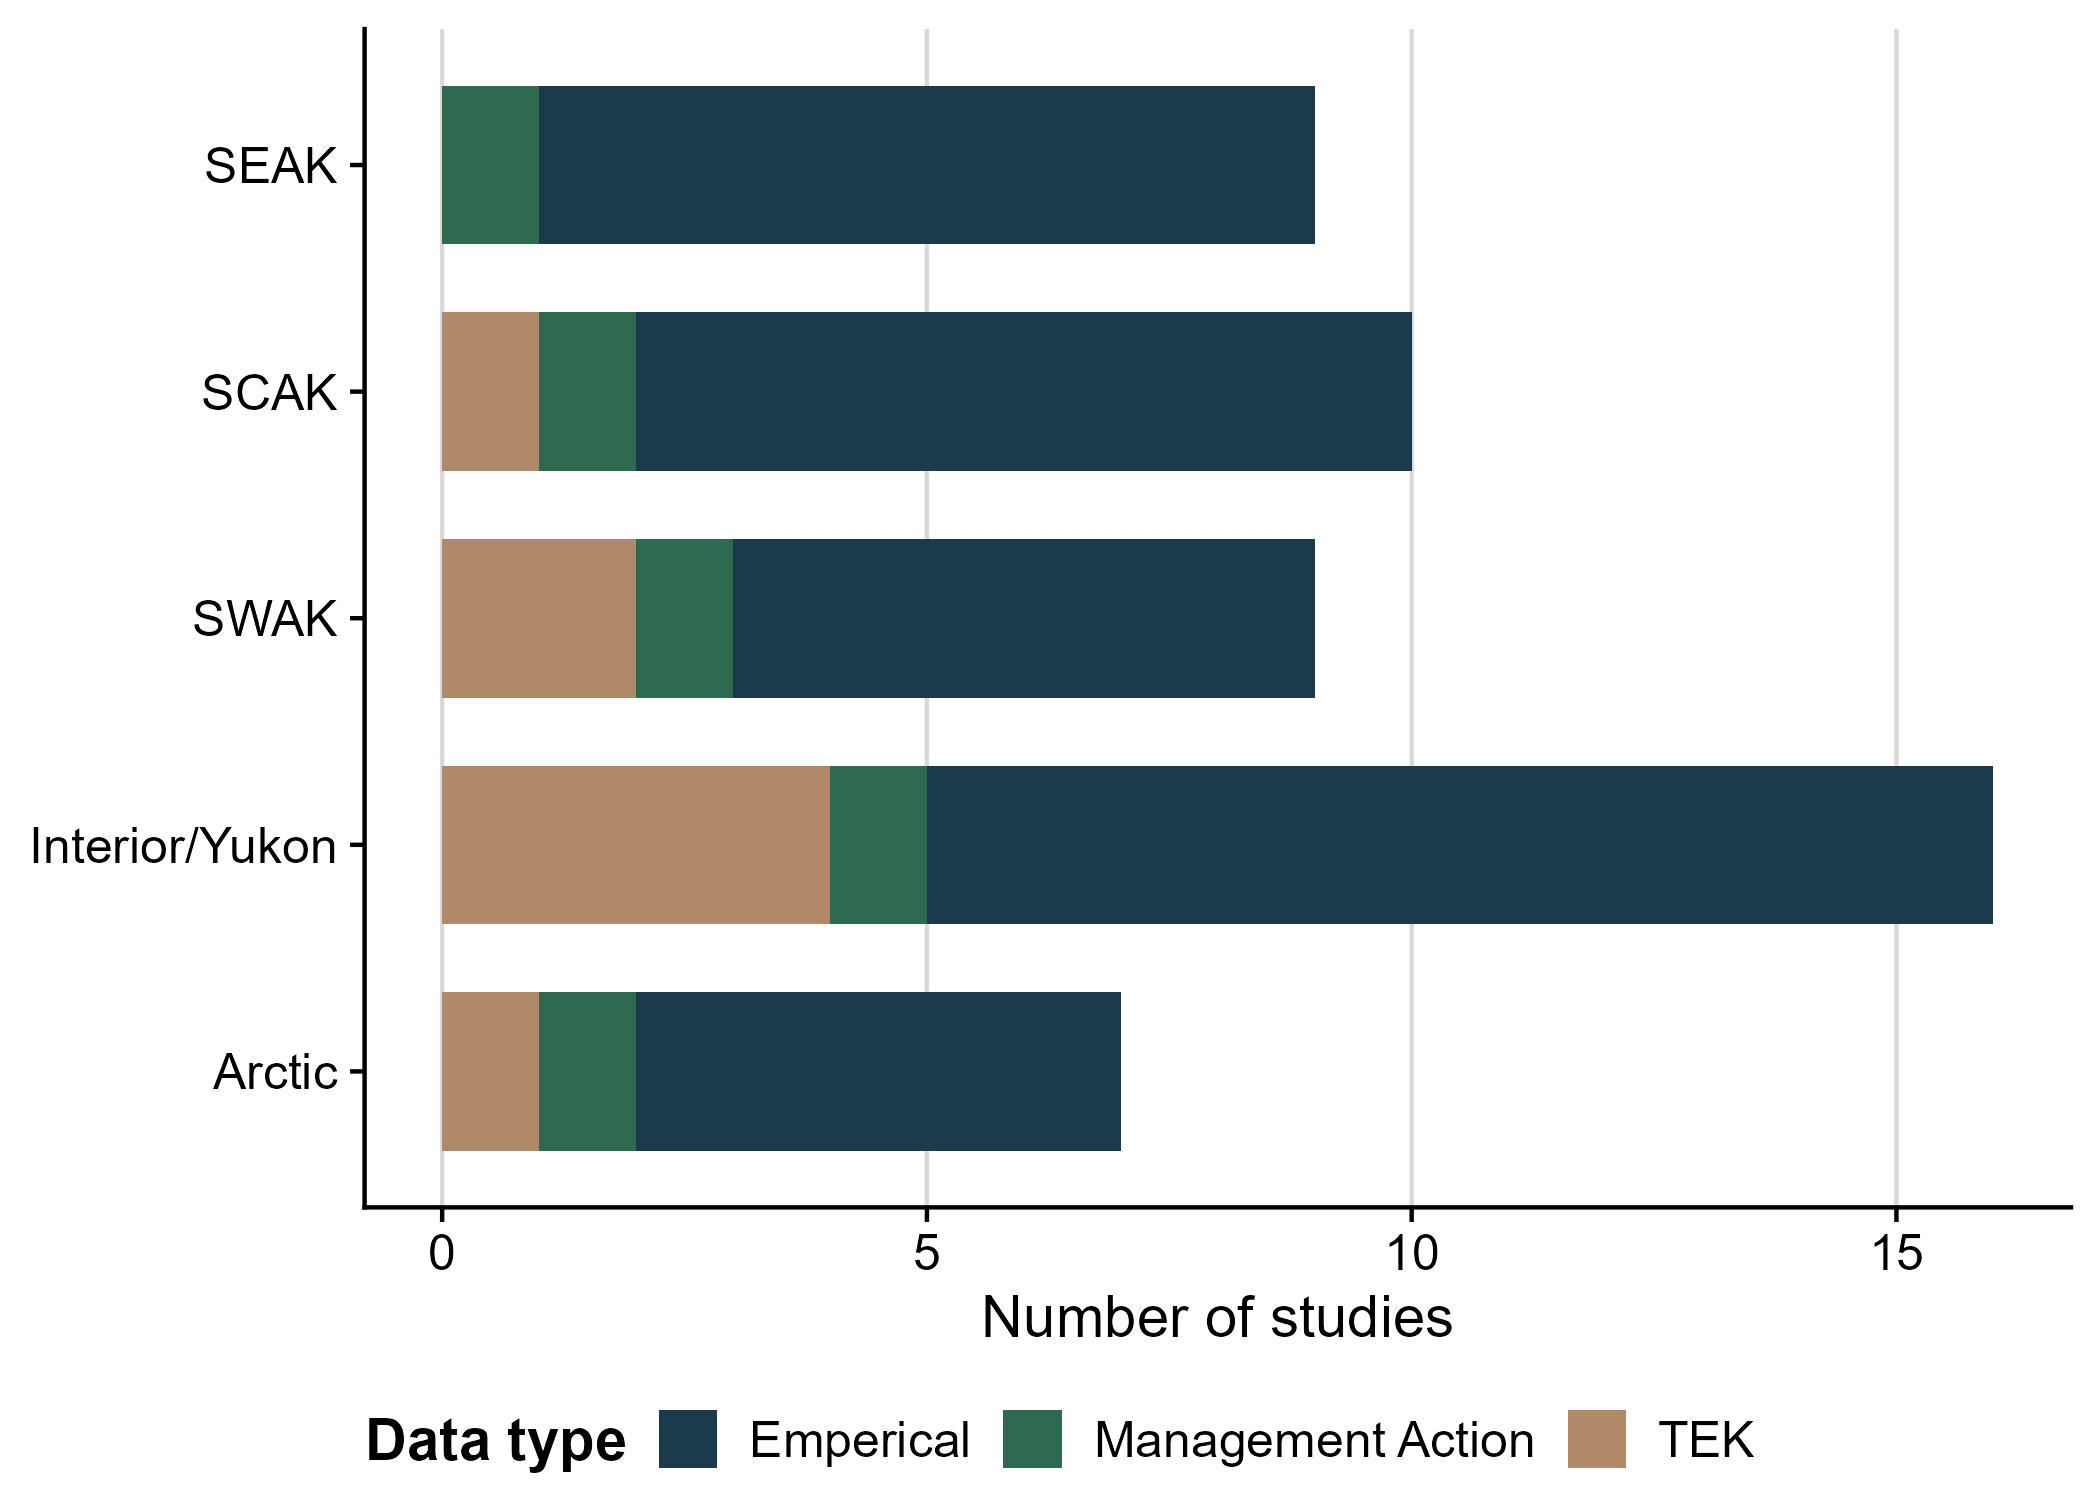 SEAK
SCAK
SWAK
Interior/Yukon
Arctic
0 5 10 15
Number of studies
Data type Emperical Management Action TEK